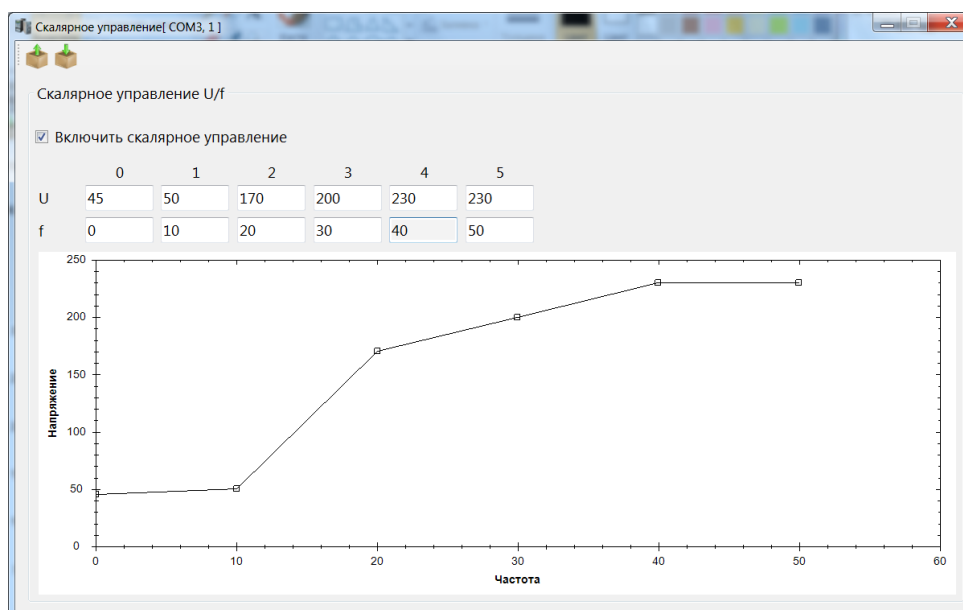 Скалярное управление[ COM3, 1 ]
Скалярное управление U/f
Включить скалярное управление
0 1 2 3 4 5
U 45 50 170 200 230 230
f 0 10 20 30 40 50
250
200
150
100
50
0
Напряжение
0 10 20 30 40 50 60
Частота